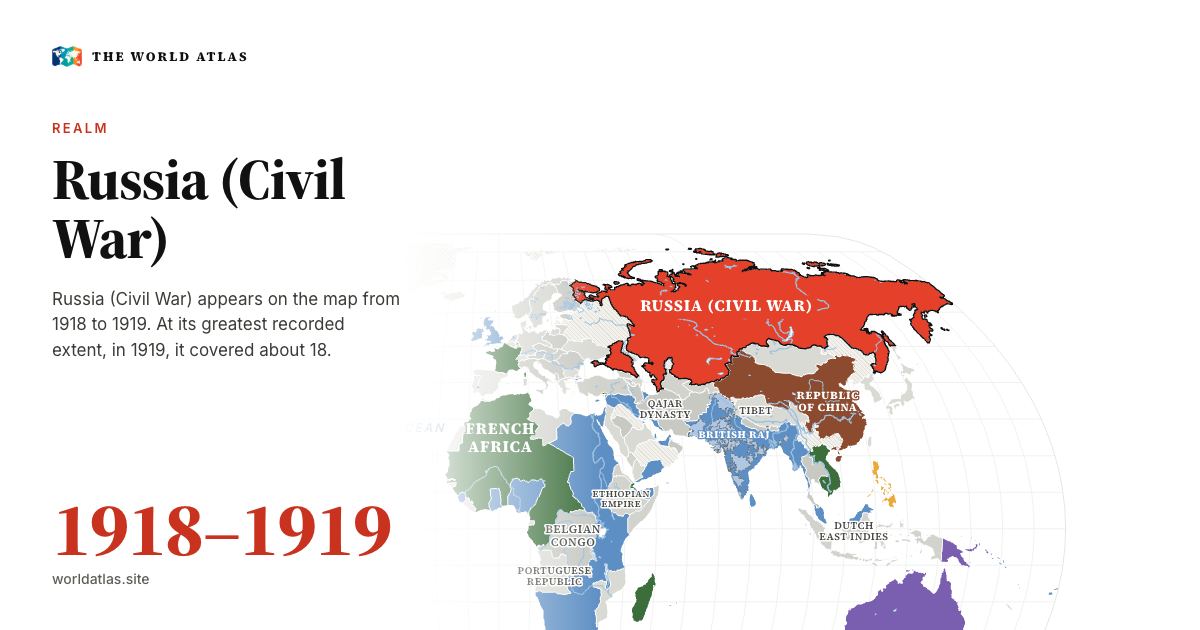 THE WORLD ATLAS
REALM
Russia (Civil
War)
Russia (Civil War) appears on the map from
1918 to 1919. At its greatest recorded
extent, in 1919, it covered about 18.
1918–1919
worldatlas.site
RUSSIA (CIVIL WAR)
REPUBLIC
OF CHINA
QAJAR
DYNASTY
TIBET
BRITISH RAJ
CEAN
FRENCH
AFRICA
ETHIOPIAN
EMPIRE
BELGIAN
CONGO
DUTCH
EAST INDIES
PORTUGUESE
REPUBLIC